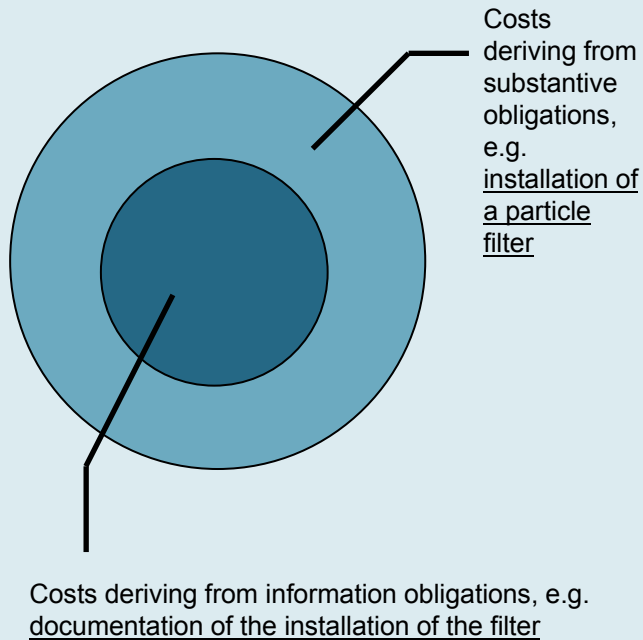 Costs
deriving from
substantive
obligations,
e.g.
installation of
a particle
filter
Costs deriving from information obligations, e.g.
documentation of the installation of the filter